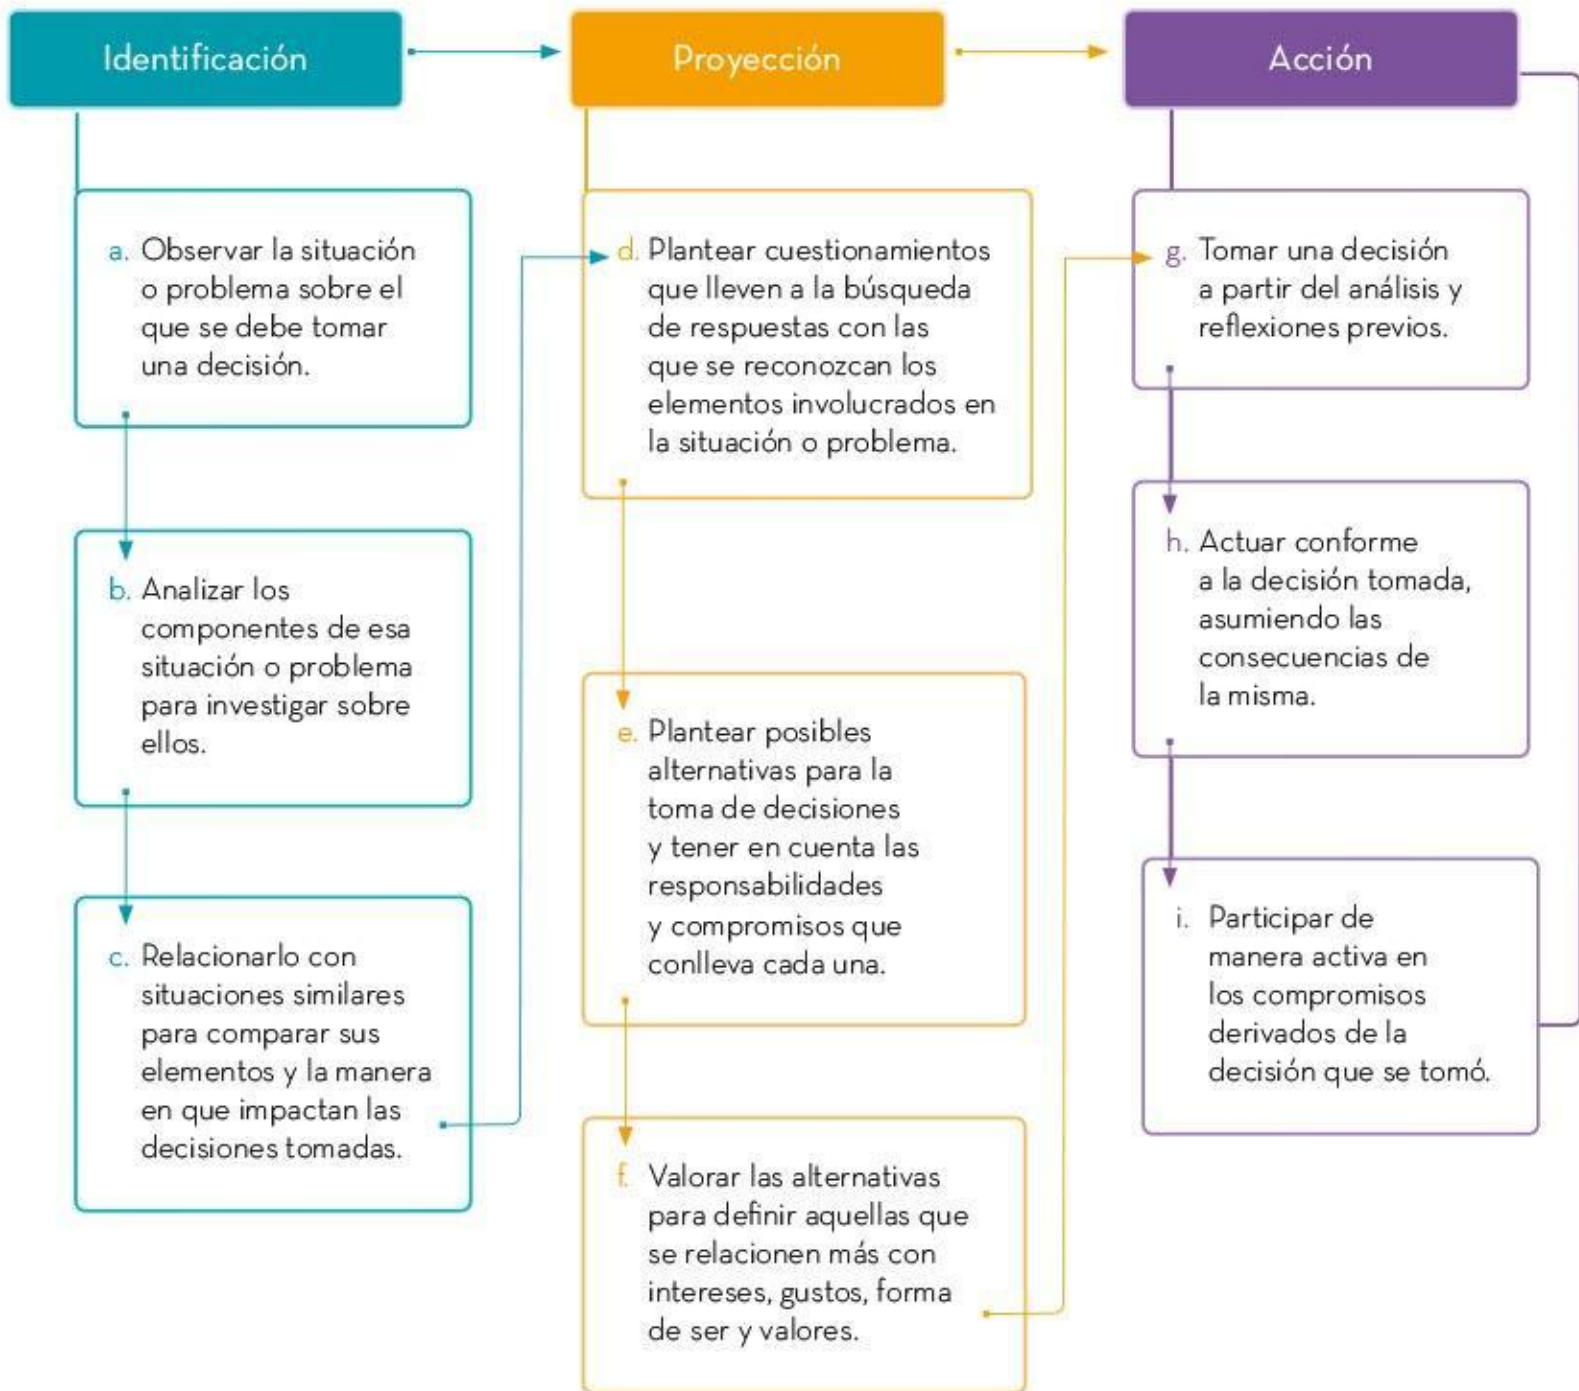 Identificación
Proyección
Acción
a. Observar la situación
o problema sobre el
que se debe tomar
una decisión.
b. Analizar los
componentes de esa
situación o problema
para investigar sobre
ellos.
c. Relacionarlo con
situaciones similares
para comparar sus
elementos y la manera
en que impactan las
decisiones tomadas.
d. Plantear cuestionamientos
que lleven a la búsqueda
de respuestas con las
que se reconozcan los
elementos involucrados en
la situación o problema.
e. Plantear posibles
alternativas para la
toma de decisiones
y tener en cuenta las
responsabilidades
y compromisos que
conlleva cada una.
f. Valorar las alternativas
para definir aquellas que
se relacionen más con
intereses, gustos, forma
de ser y valores.
g. Tomar una decisión
a partir del análisis y
reflexiones previos.
h. Actuar conforme
a la decisión tomada,
asumiendo las
consecuencias de
la misma.
i. Participar de
manera activa en
los compromisos
derivados de la
decisión que se tomó.